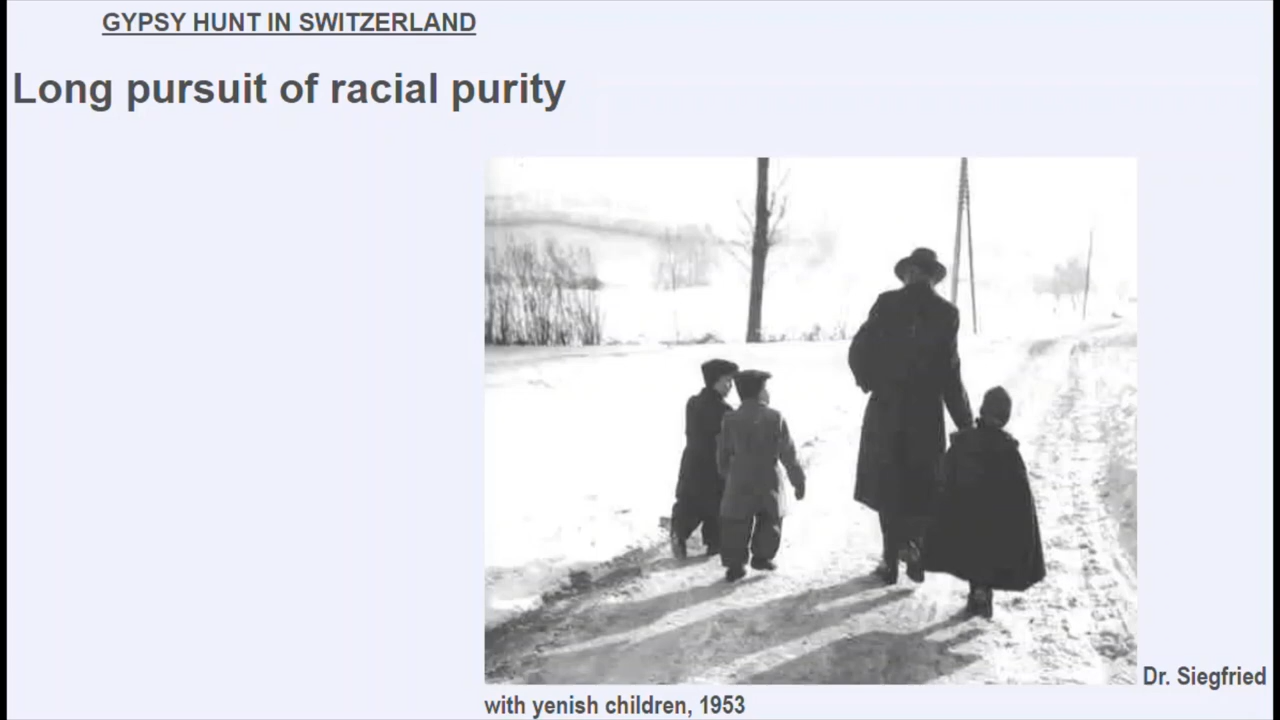 GYPSY HUNT IN SWITZERLAND
Long pursuit of racial purity
Dr. Siegfried
with yenish children, 1953